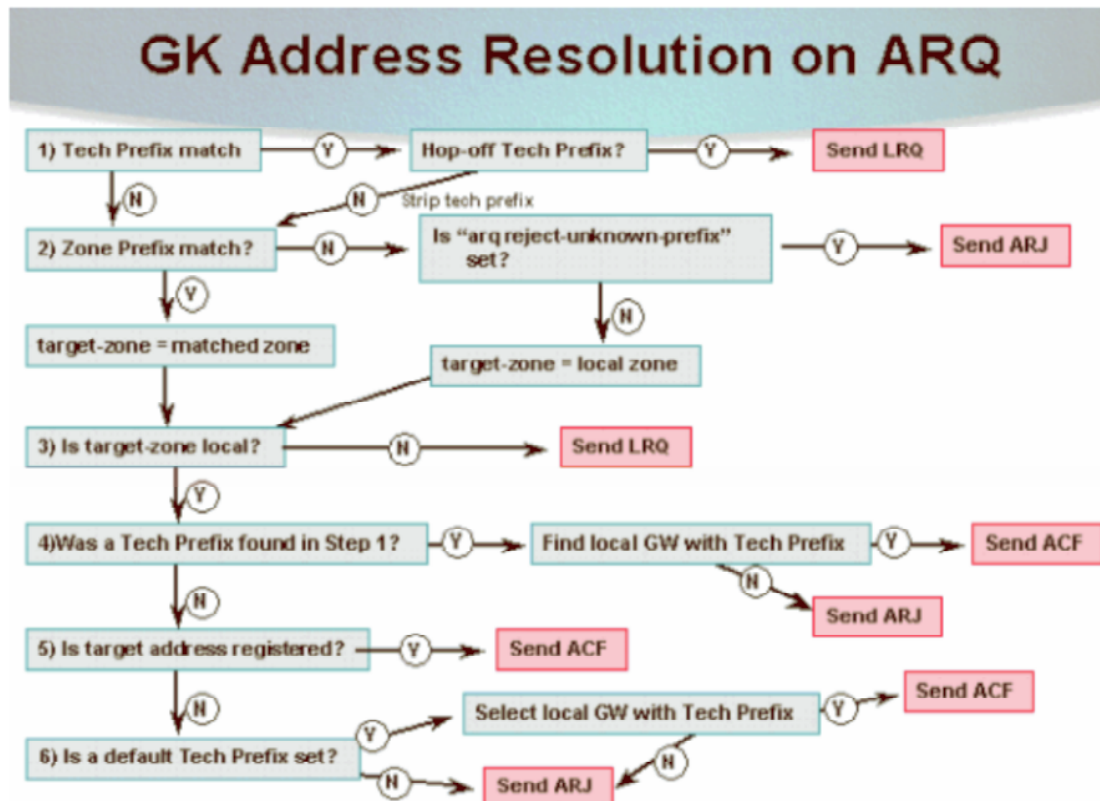 GK Address Resolution on ARQ
1) Tech Prefix match
Y
Hop-off Tech Prefix?
Y
Send LRQ
N
N
Strip tech prefix
2) Zone Prefix match?
N
Is “arq reject-unknown-prefix”
set?
Y
Send ARJ
Y
N
target-zone = matched zone
target-zone = local zone
3) Is target-zone local?
N
Send LRQ
Y
4)Was a Tech Prefix found in Step 1?
Y
Find local GW with Tech Prefix
Y
Send ACF
N
N
Send ARJ
5) Is target address registered?
Y
Send ACF
N
Y
Select local GW with Tech Prefix
Y
Send ACF
6) Is a default Tech Prefix set?
N
Send ARJ
N